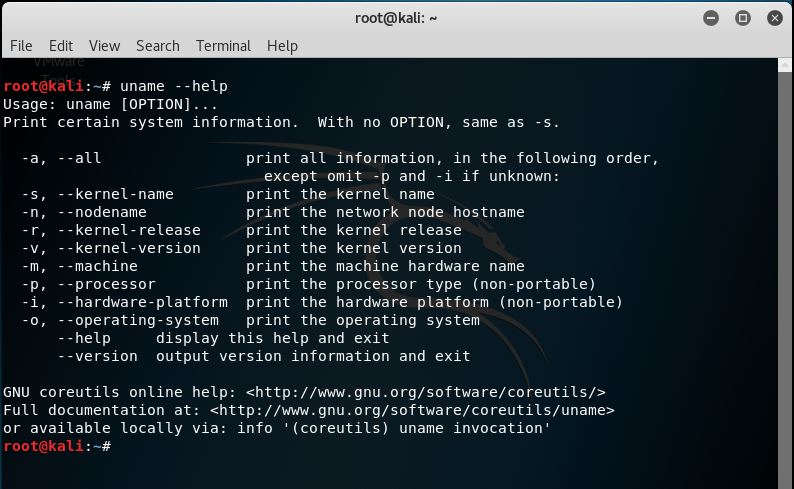 root@kali: ~
File Edit View Search Terminal Help
VMware
Tools
root@kali:~# uname --help
Usage: uname [OPTION]...
Print certain system information.  With no OPTION, same as -s.

  -a, --all                print all information, in the following order,
                             except omit -p and -i if unknown:
  -s, --kernel-name        print the kernel name
  -n, --nodename           print the network node hostname
  -r, --kernel-release     print the kernel release
  -v, --kernel-version     print the kernel version
  -m, --machine            print the machine hardware name
  -p, --processor          print the processor type (non-portable)
  -i, --hardware-platform  print the hardware platform (non-portable)
  -o, --operating-system   print the operating system
      --help     display this help and exit
      --version  output version information and exit

GNU coreutils online help: <http://www.gnu.org/software/coreutils/>
Full documentation at: <http://www.gnu.org/software/coreutils/uname>
or available locally via: info '(coreutils) uname invocation'
root@kali:~#